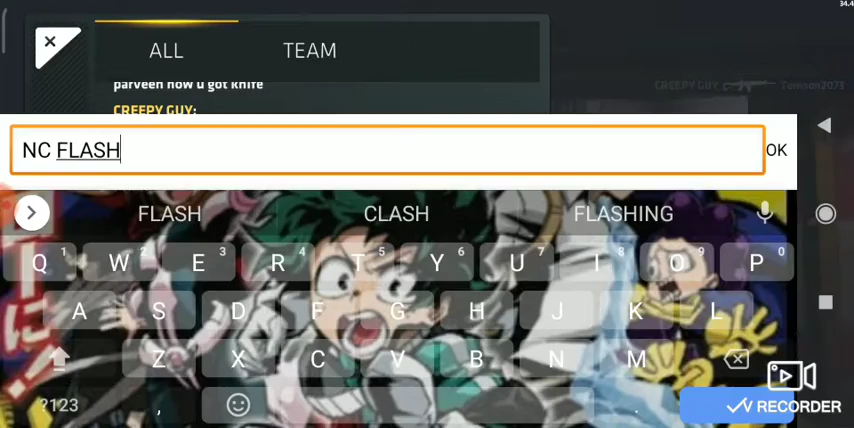 34.4
ALL TEAM
parveen how u got knife
CREEPY GUY:
CREEPY GUY Tamson2073
NC FLASH
OK
FLASH CLASH FLASHING
Q 1 W 2 E 3 R 4 T 5 Y 6 U 7 I 8 O 9 P 0
A S D F G H J K L
Z X C V B N M
?123 , .
V RECORDER